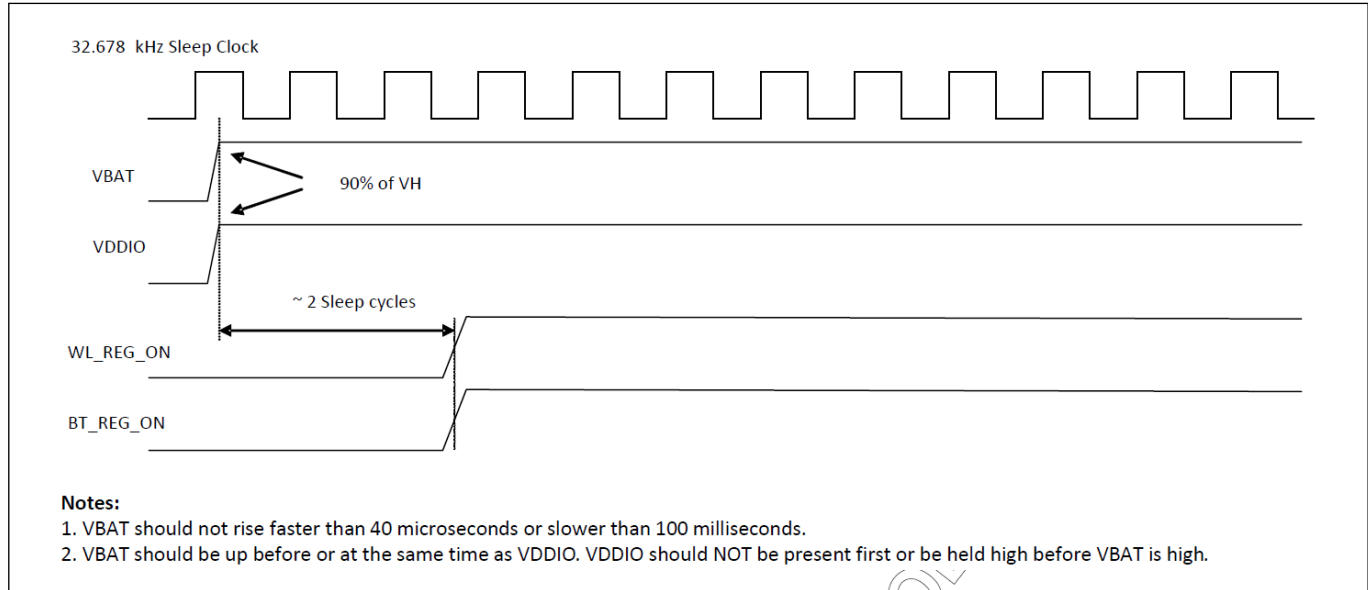 32.678 kHz Sleep Clock
VBAT
90% of VH
VDDIO
~ 2 Sleep cycles
WL_REG_ON
BT_REG_ON
Notes:
1. VBAT should not rise faster than 40 microseconds or slower than 100 milliseconds.
2. VBAT should be up before or at the same time as VDDIO. VDDIO should NOT be present first or be held high before VBAT is high.